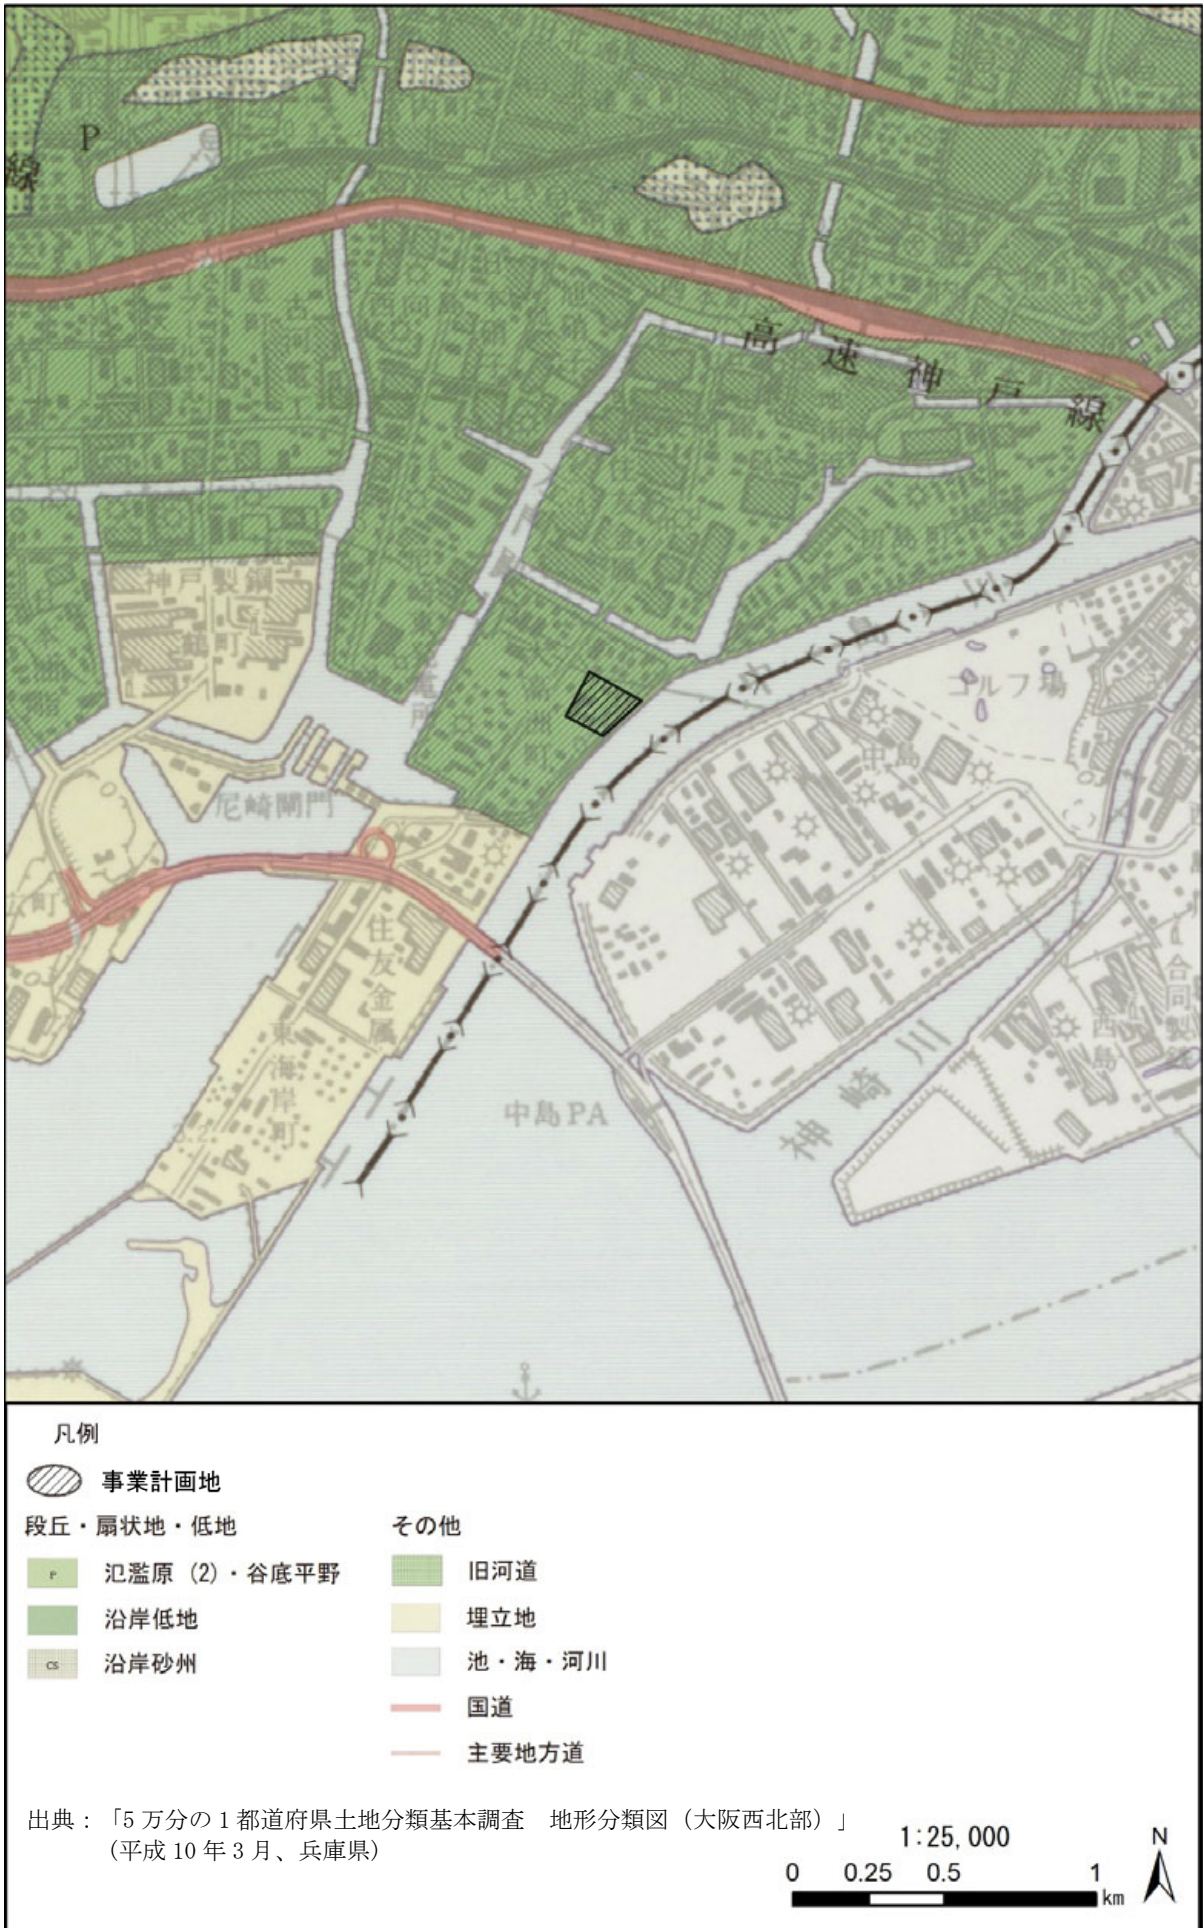 P
線
高速神戸線
神戸製鋼
中島川
ゴルフ場
中島
尼崎閘門
住友金属
東海岸町
中島PA
神崎川
西島
合同製鉄
凡例
事業計画地
段丘・扇状地・低地
その他
P
氾濫原（2）・谷底平野
旧河道
沿岸低地
埋立地
CS
沿岸砂州
池・海・河川
国道
主要地方道
出典：「5万分の1都道府県土地分類基本調査　地形分類図（大阪西北部）」
（平成10年3月、兵庫県）
1:25,000
N
0 0.25 0.5 1
km